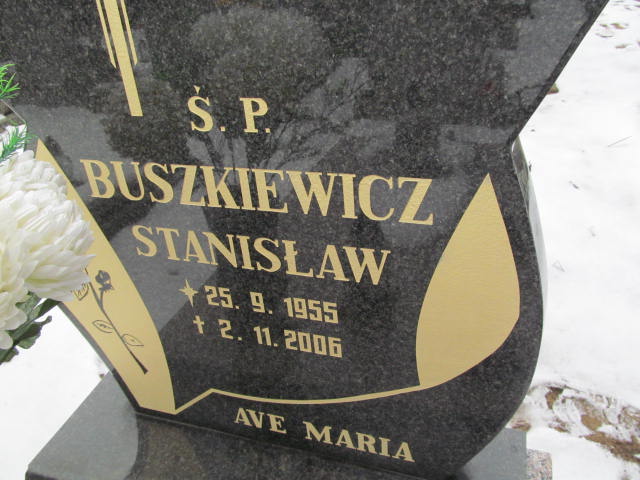 Ś. P.
BUSZKIEWICZ
STANISŁAW
✶ 25. 9. 1955
✝ 2. 11. 2006
AVE MARIA